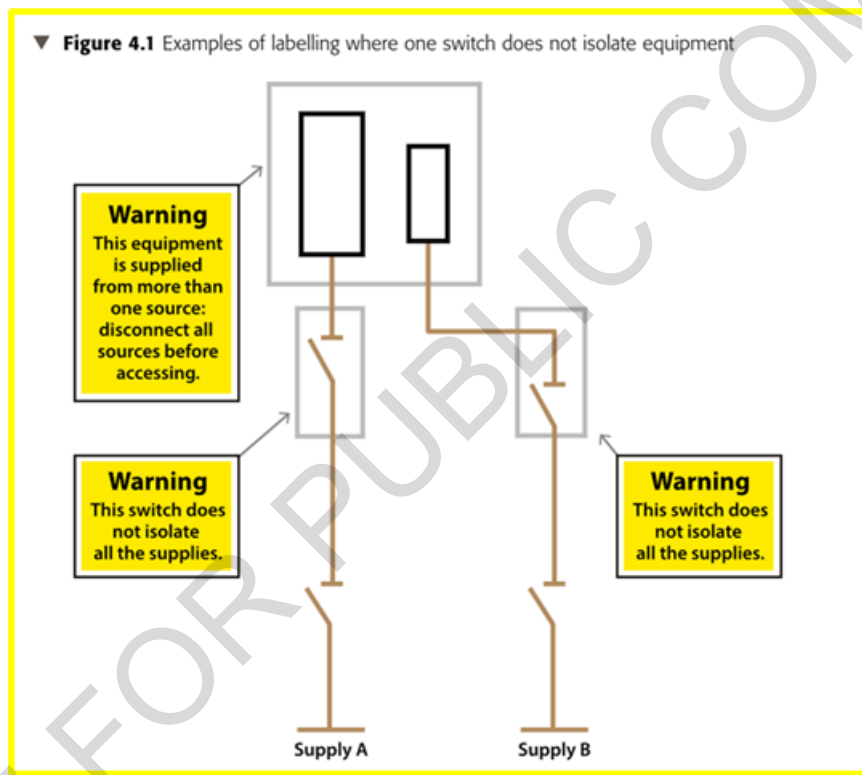 ▼ Figure 4.1 Examples of labelling where one switch does not isolate equipment
Warning
This equipment
is supplied
from more than
one source:
disconnect all
sources before
accessing.
Warning
This switch does
not isolate
all the supplies.
Warning
This switch does
not isolate
all the supplies.
Supply A
Supply B
FOR PUBLIC COM